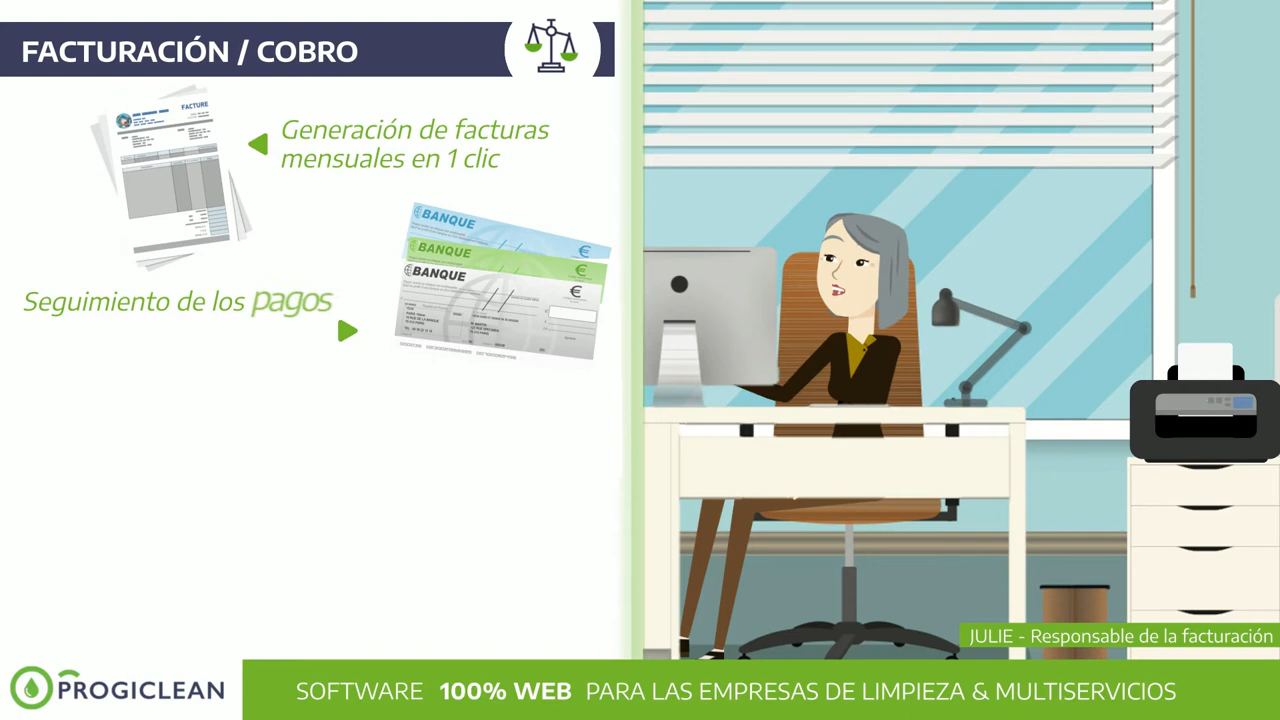 FACTURACIÓN / COBRO
FACTURE
Generación de facturas
mensuales en 1 clic
BANQUE
€
BANQUE
€
BANQUE
€
Seguimiento de los pagos
JULIE - Responsable de la facturación
PROGICLEAN
SOFTWARE 100% WEB PARA LAS EMPRESAS DE LIMPIEZA & MULTISERVICIOS